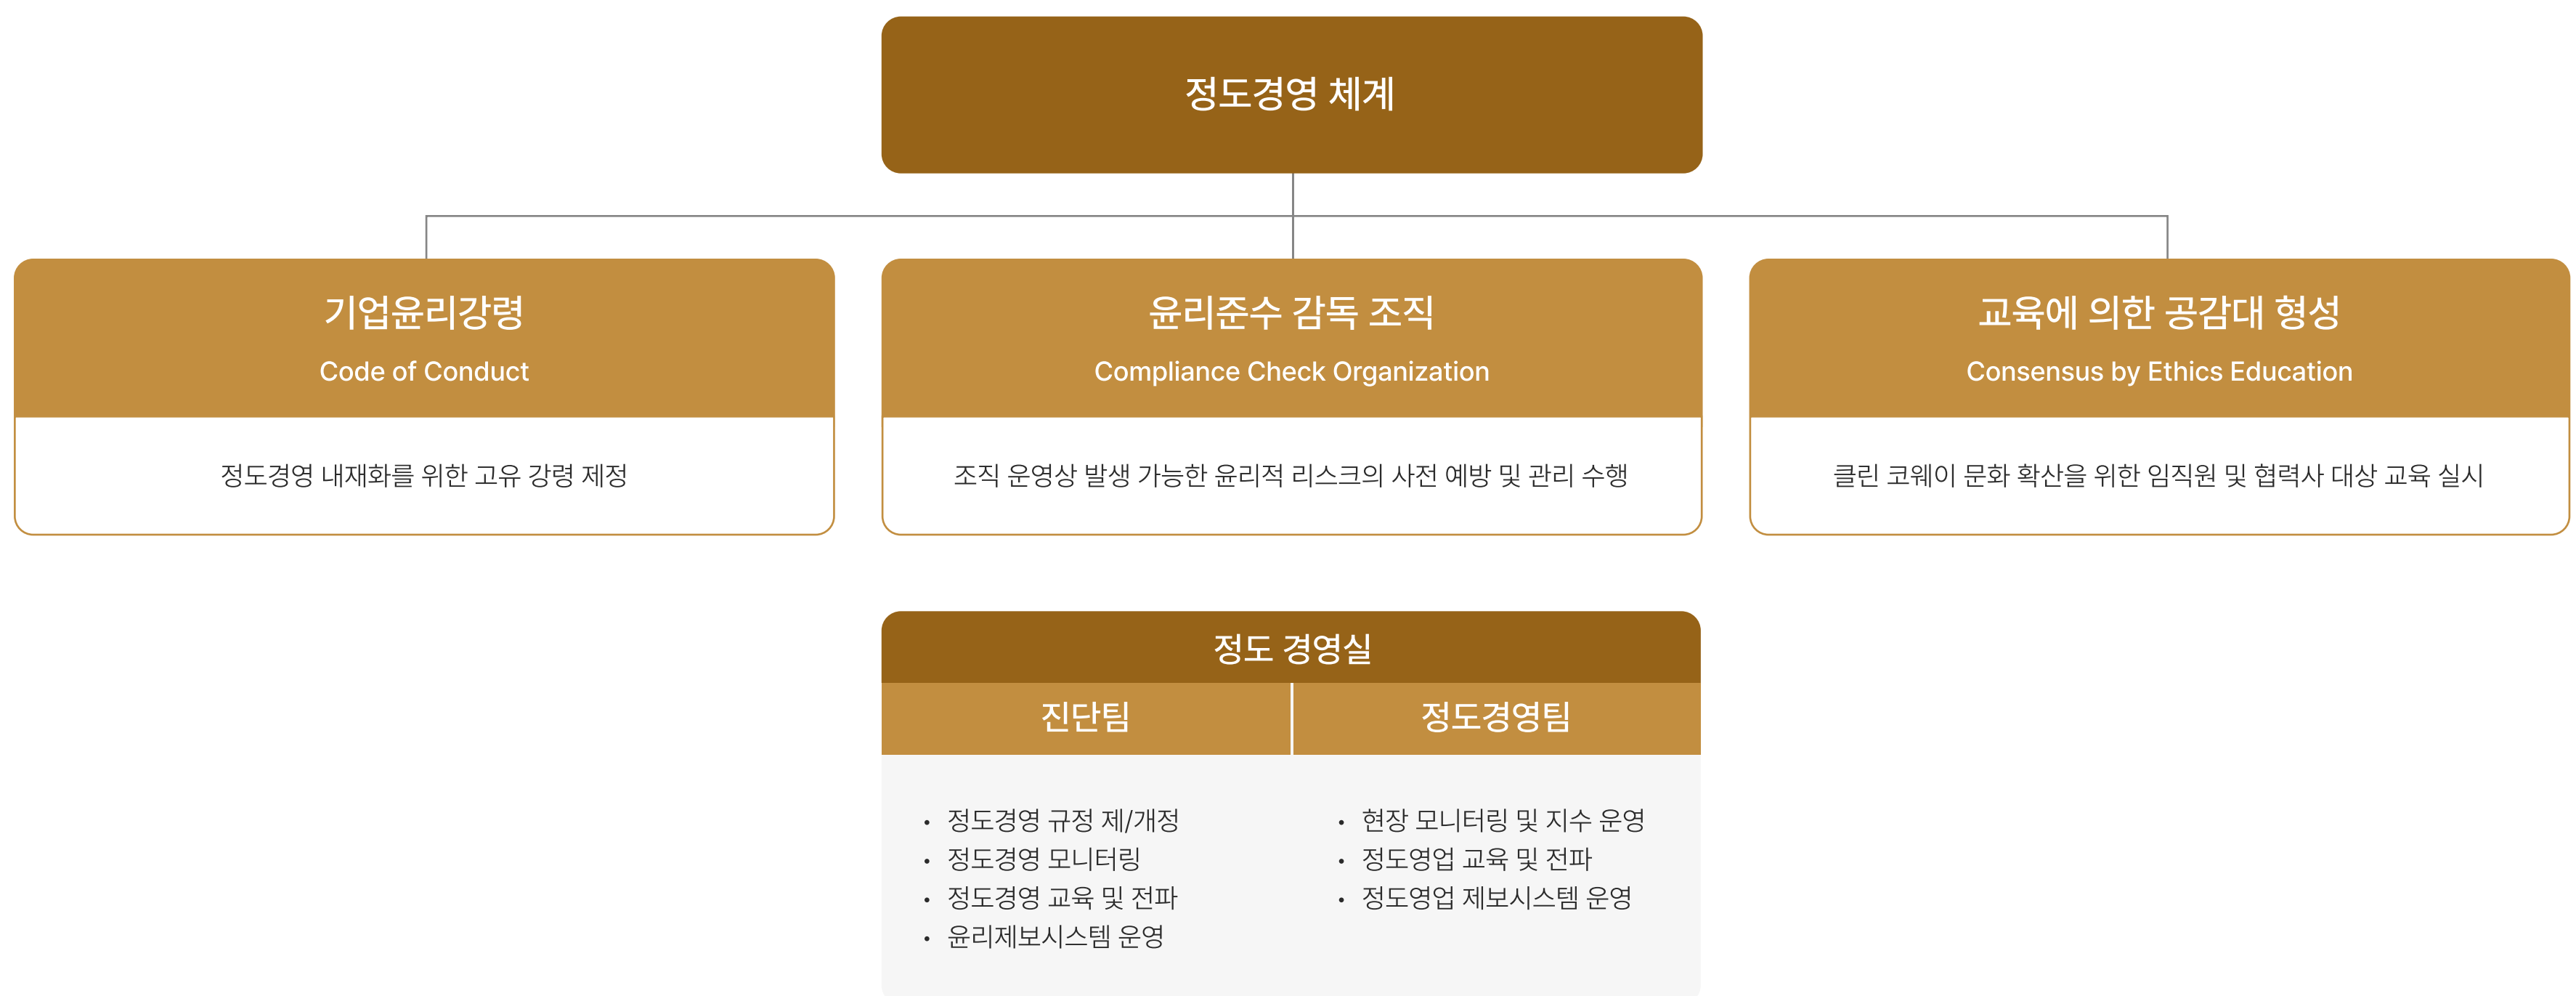 정도경영 체계
기업윤리강령
Code of Conduct
정도경영 내재화를 위한 고유 강령 제정
윤리준수 감독 조직
Compliance Check Organization
조직 운영상 발생 가능한 윤리적 리스크의 사전 예방 및 관리 수행
교육에 의한 공감대 형성
Consensus by Ethics Education
클린 코웨이 문화 확산을 위한 임직원 및 협력사 대상 교육 실시
정도 경영실
진단팀
• 정도경영 규정 제/개정
• 정도경영 모니터링
• 정도경영 교육 및 전파
• 윤리제보시스템 운영
정도경영팀
• 현장 모니터링 및 지수 운영
• 정도영업 교육 및 전파
• 정도영업 제보시스템 운영